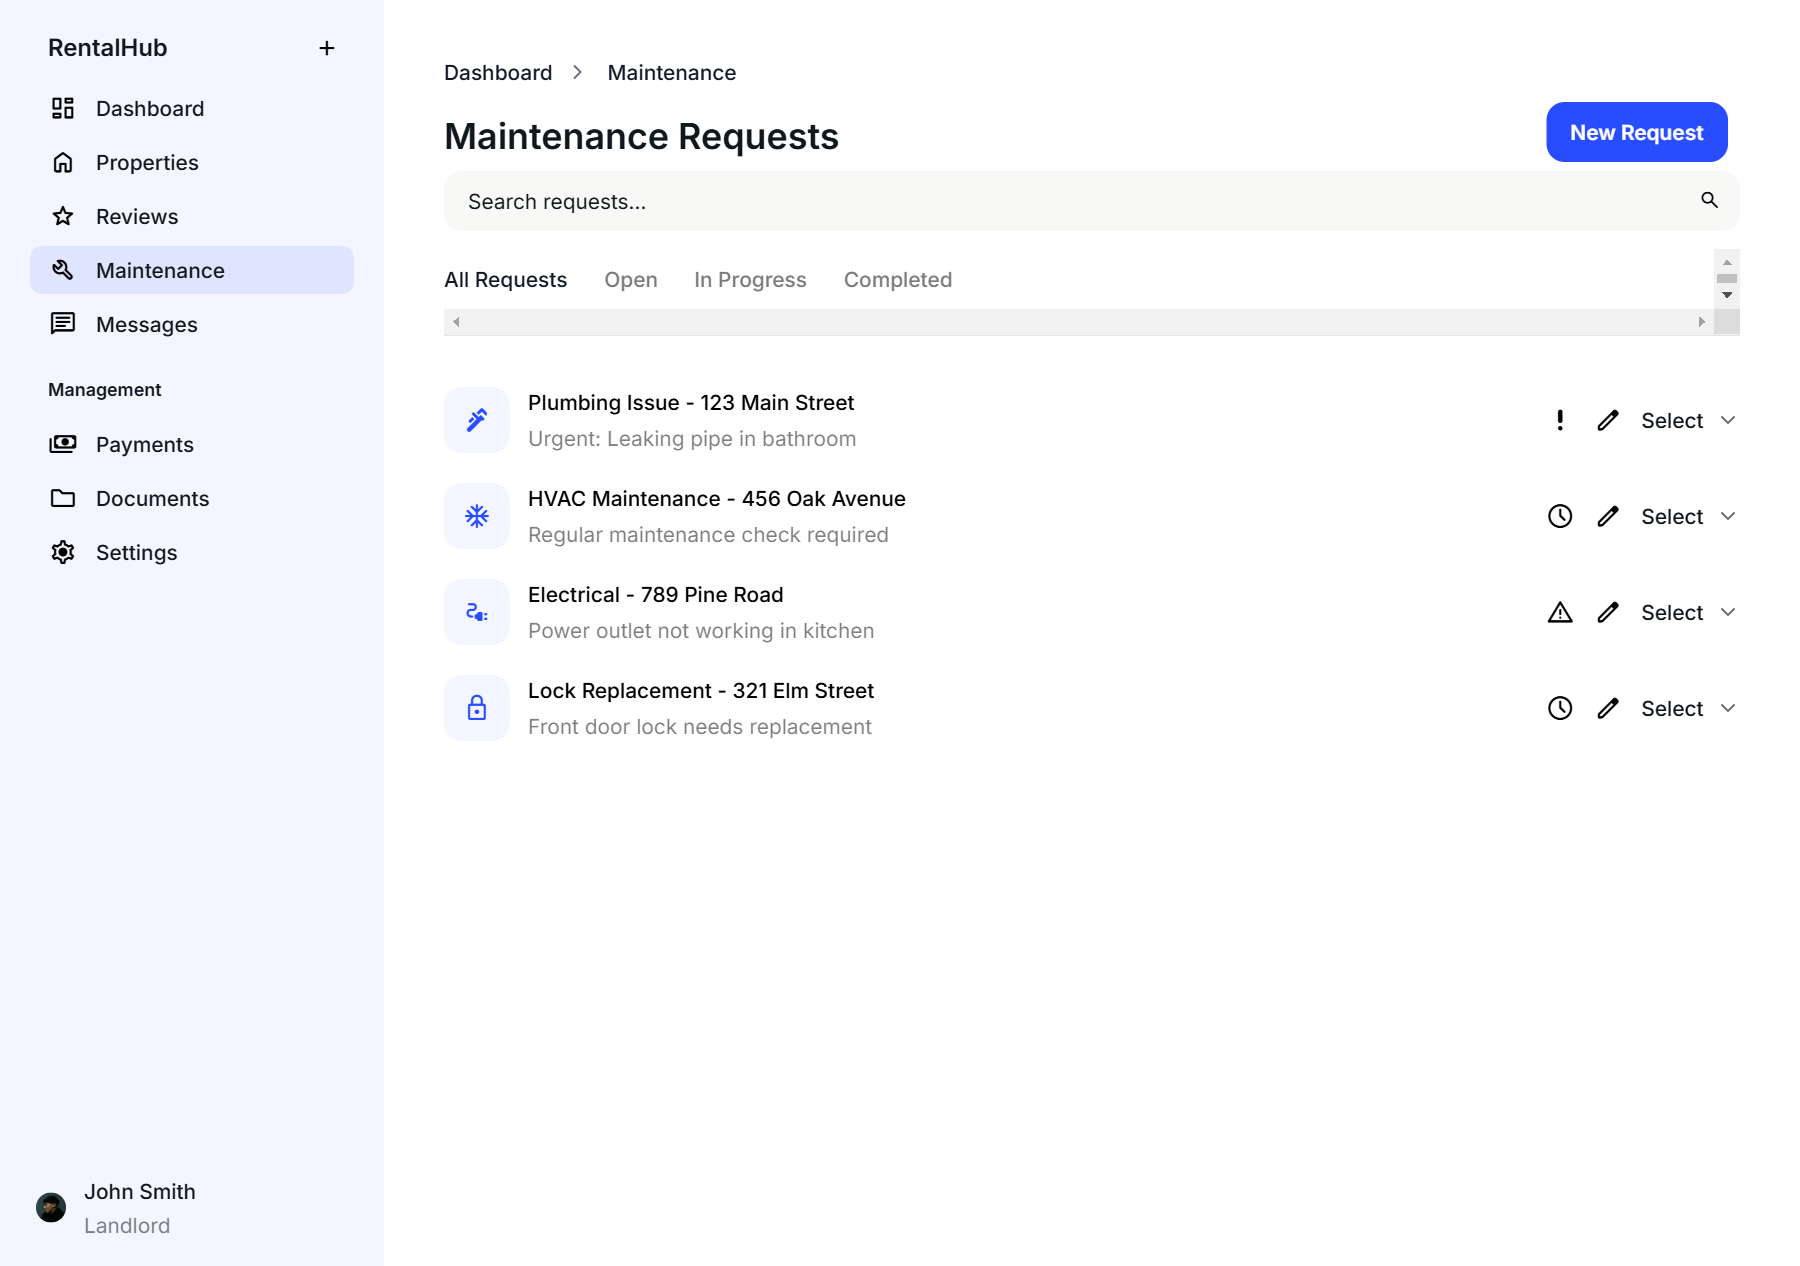 RentalHub
Dashboard
Properties
Reviews
Maintenance
Messages
Management
Payments
Documents
Settings
John Smith
Landlord
Dashboard
Maintenance
Maintenance Requests
New Request
Search requests...
All Requests
Open
In Progress
Completed
Plumbing Issue - 123 Main Street
Urgent: Leaking pipe in bathroom
Select
HVAC Maintenance - 456 Oak Avenue
Regular maintenance check required
Select
Electrical - 789 Pine Road
Power outlet not working in kitchen
Select
Lock Replacement - 321 Elm Street
Front door lock needs replacement
Select